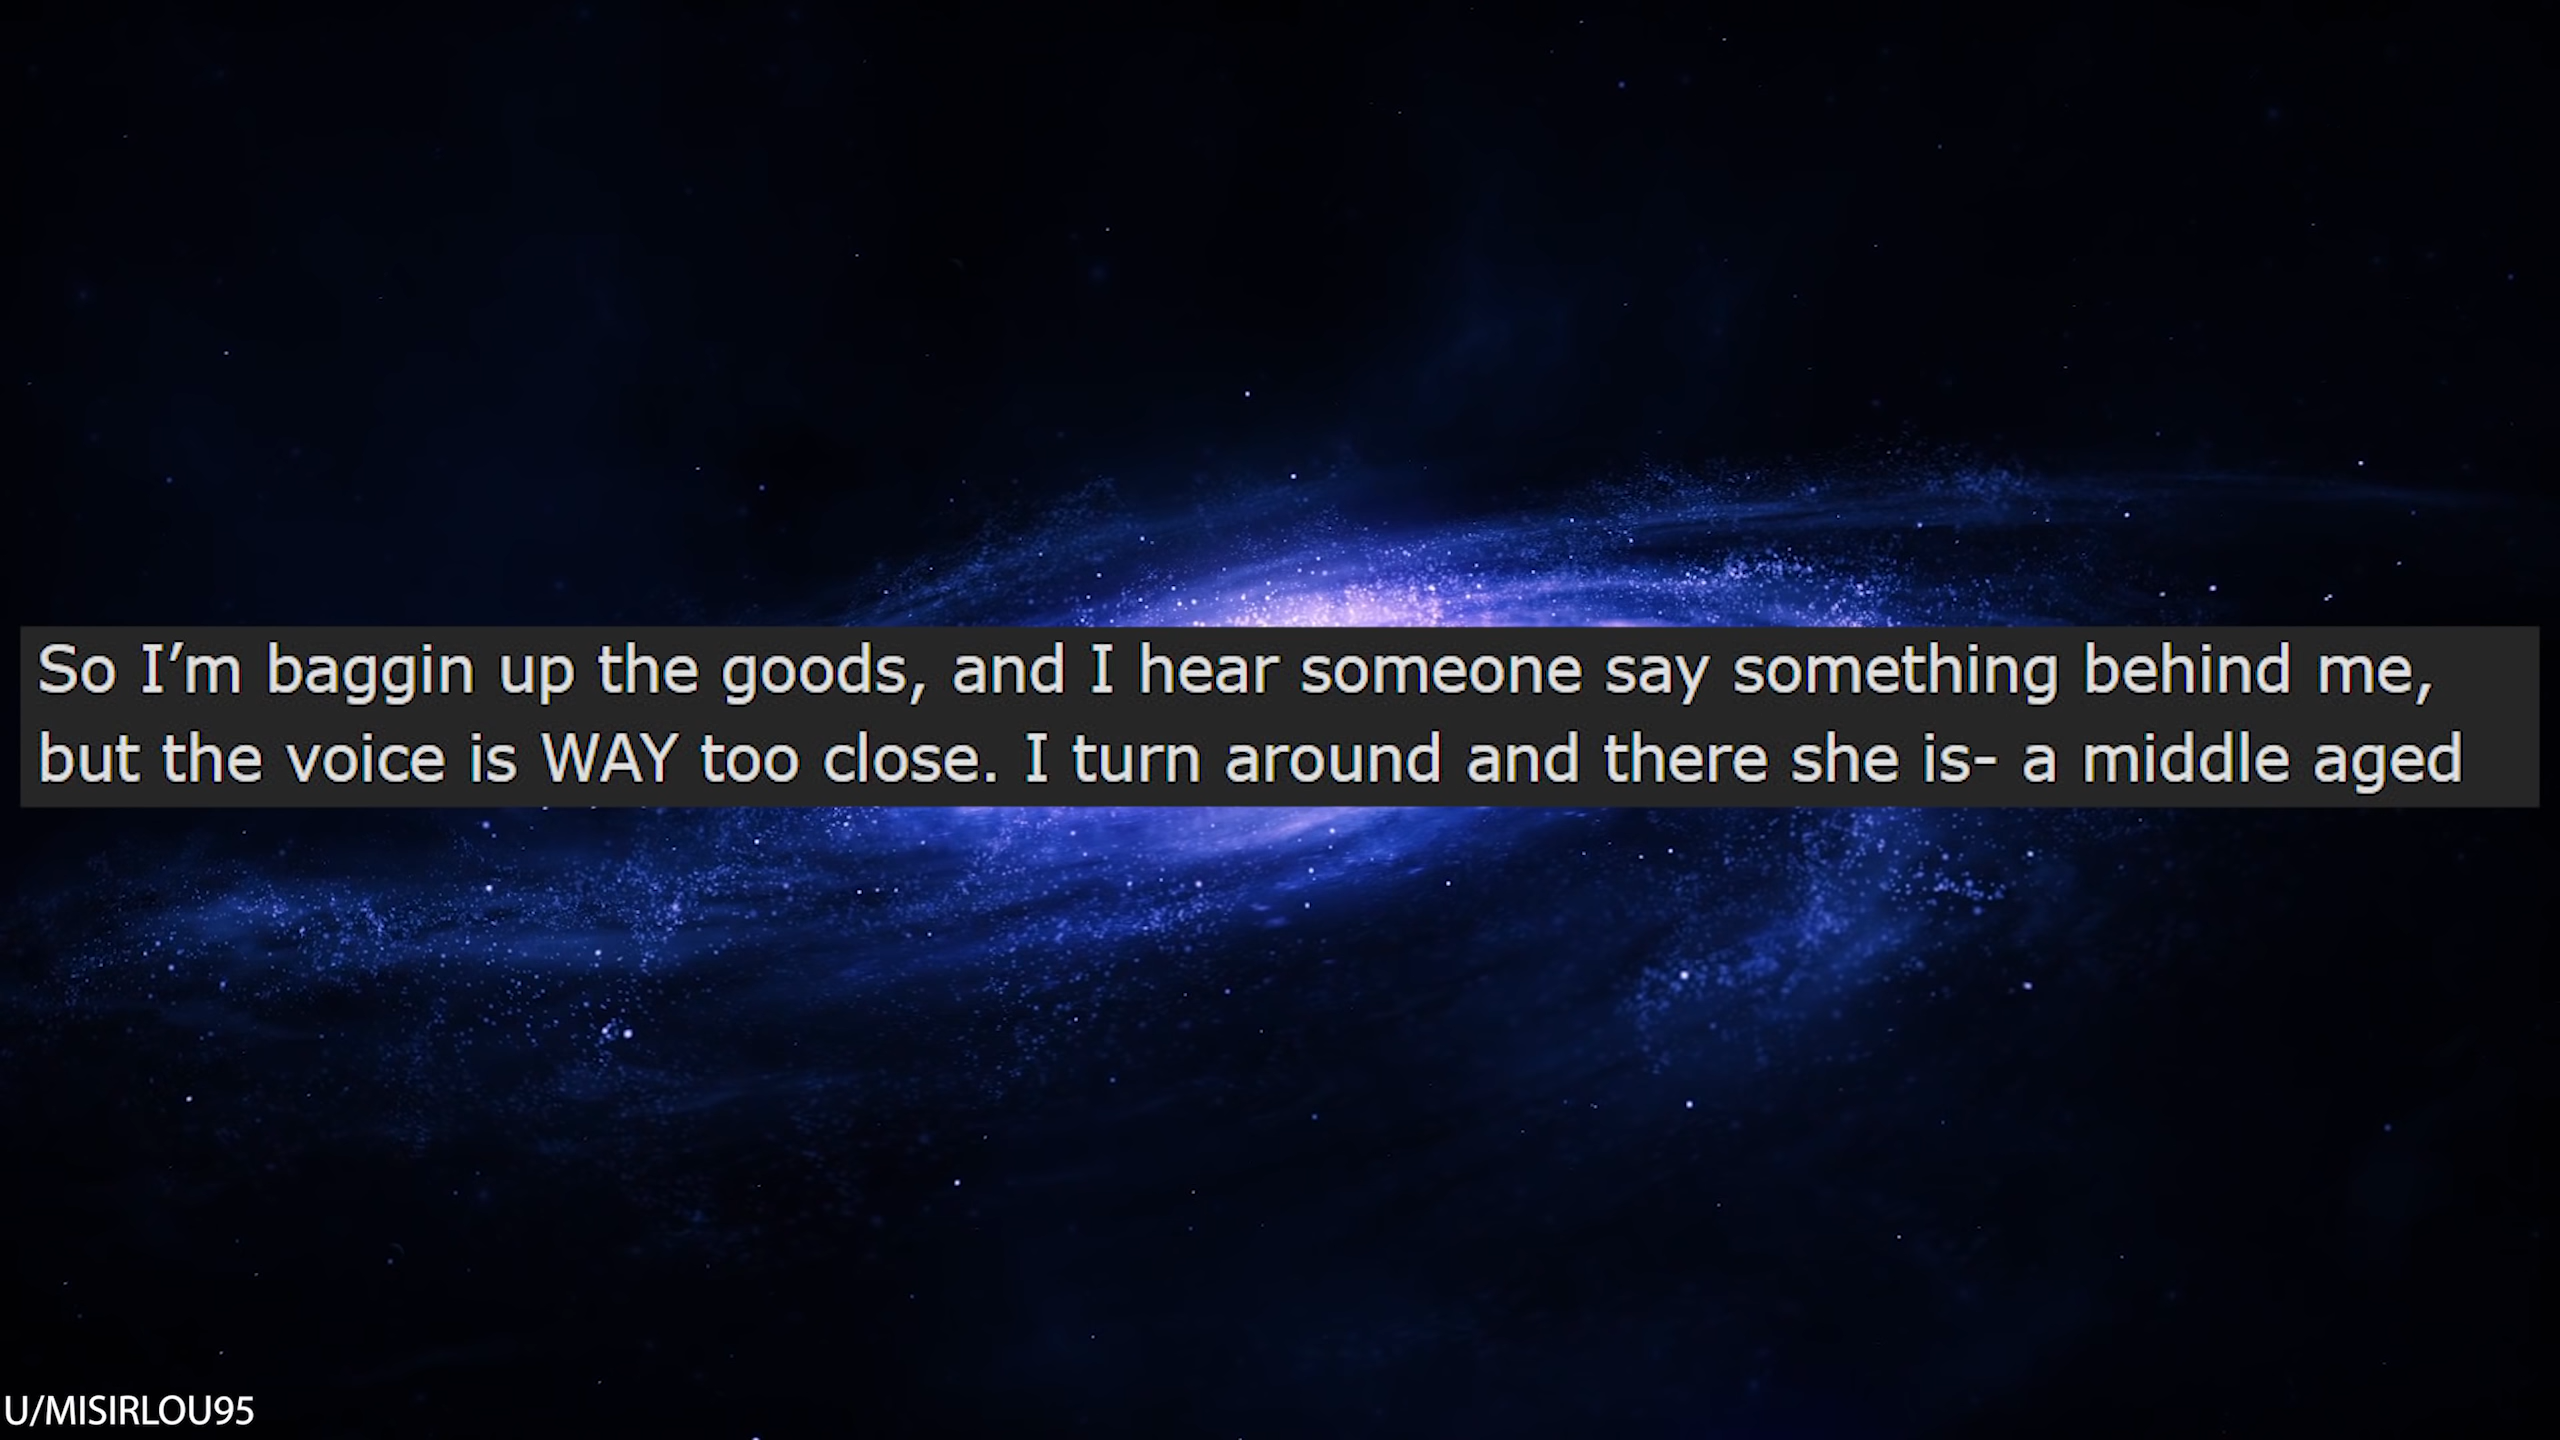 So I’m baggin up the goods, and I hear someone say something behind me,
but the voice is WAY too close. I turn around and there she is- a middle aged
U/MISIRLOU95